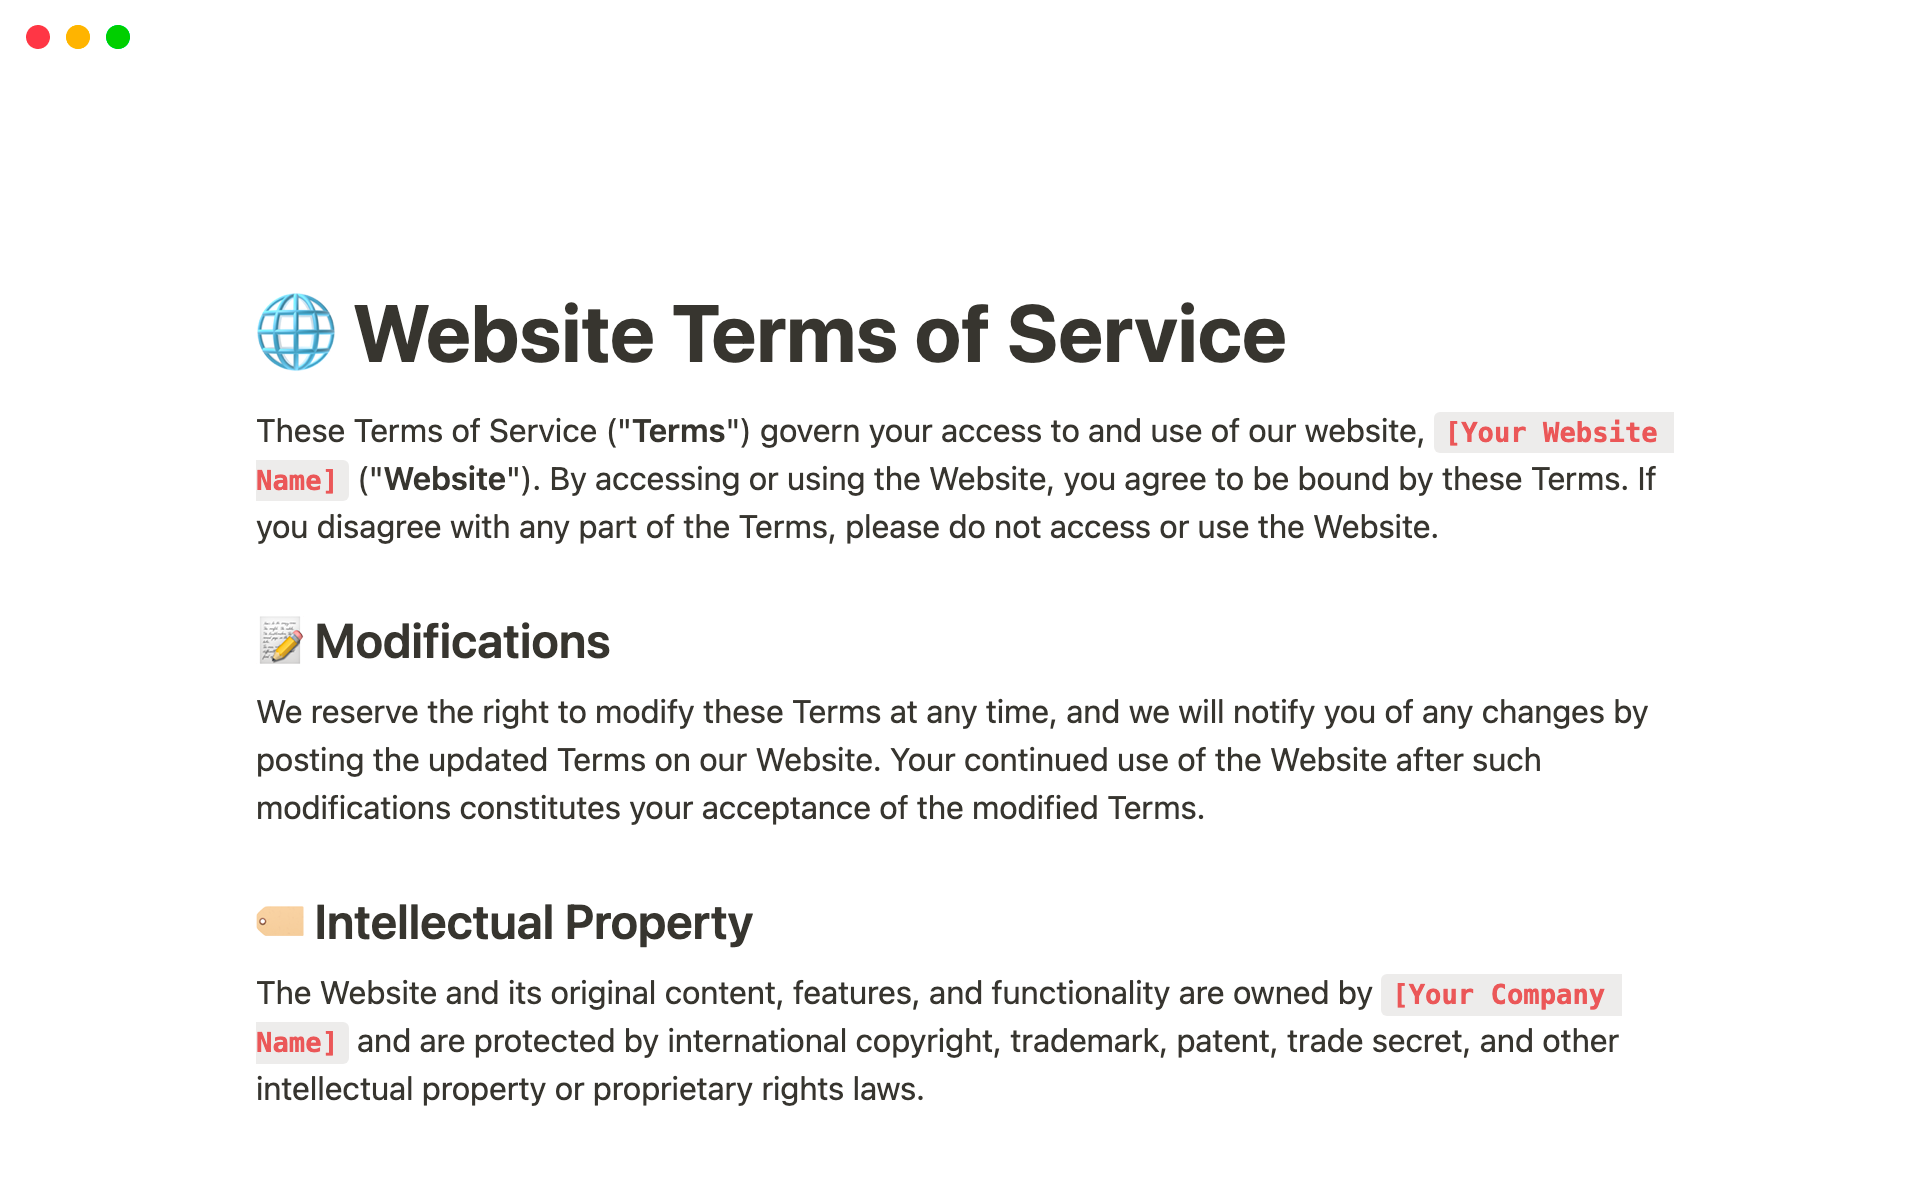 Website Terms of Service
These Terms of Service ("Terms") govern your access to and use of our website, [Your Website
Name] ("Website"). By accessing or using the Website, you agree to be bound by these Terms. If
you disagree with any part of the Terms, please do not access or use the Website.
Modifications
We reserve the right to modify these Terms at any time, and we will notify you of any changes by
posting the updated Terms on our Website. Your continued use of the Website after such
modifications constitutes your acceptance of the modified Terms.
Intellectual Property
The Website and its original content, features, and functionality are owned by [Your Company
Name] and are protected by international copyright, trademark, patent, trade secret, and other
intellectual property or proprietary rights laws.